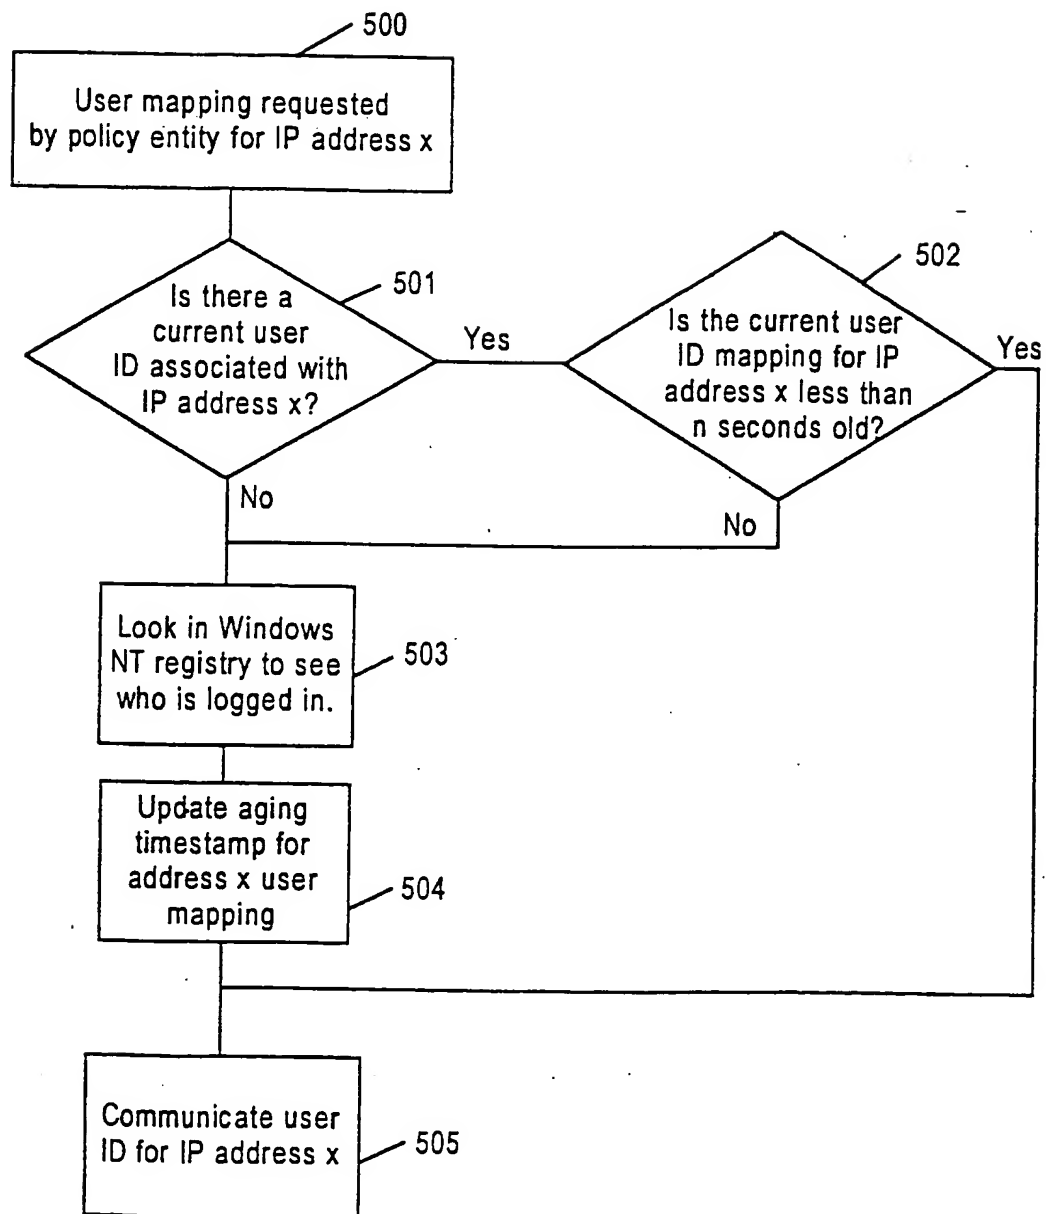 500
User mapping requested
by policy entity for IP address x
501
Is there a
current user
ID associated with
IP address x?
Yes
No
502
Is the current user
ID mapping for IP
address x less than
n seconds old?
Yes
No
Look in Windows
NT registry to see
who is logged in.
503
Update aging
timestamp for
address x user
mapping
504
Communicate user
ID for IP address x
505